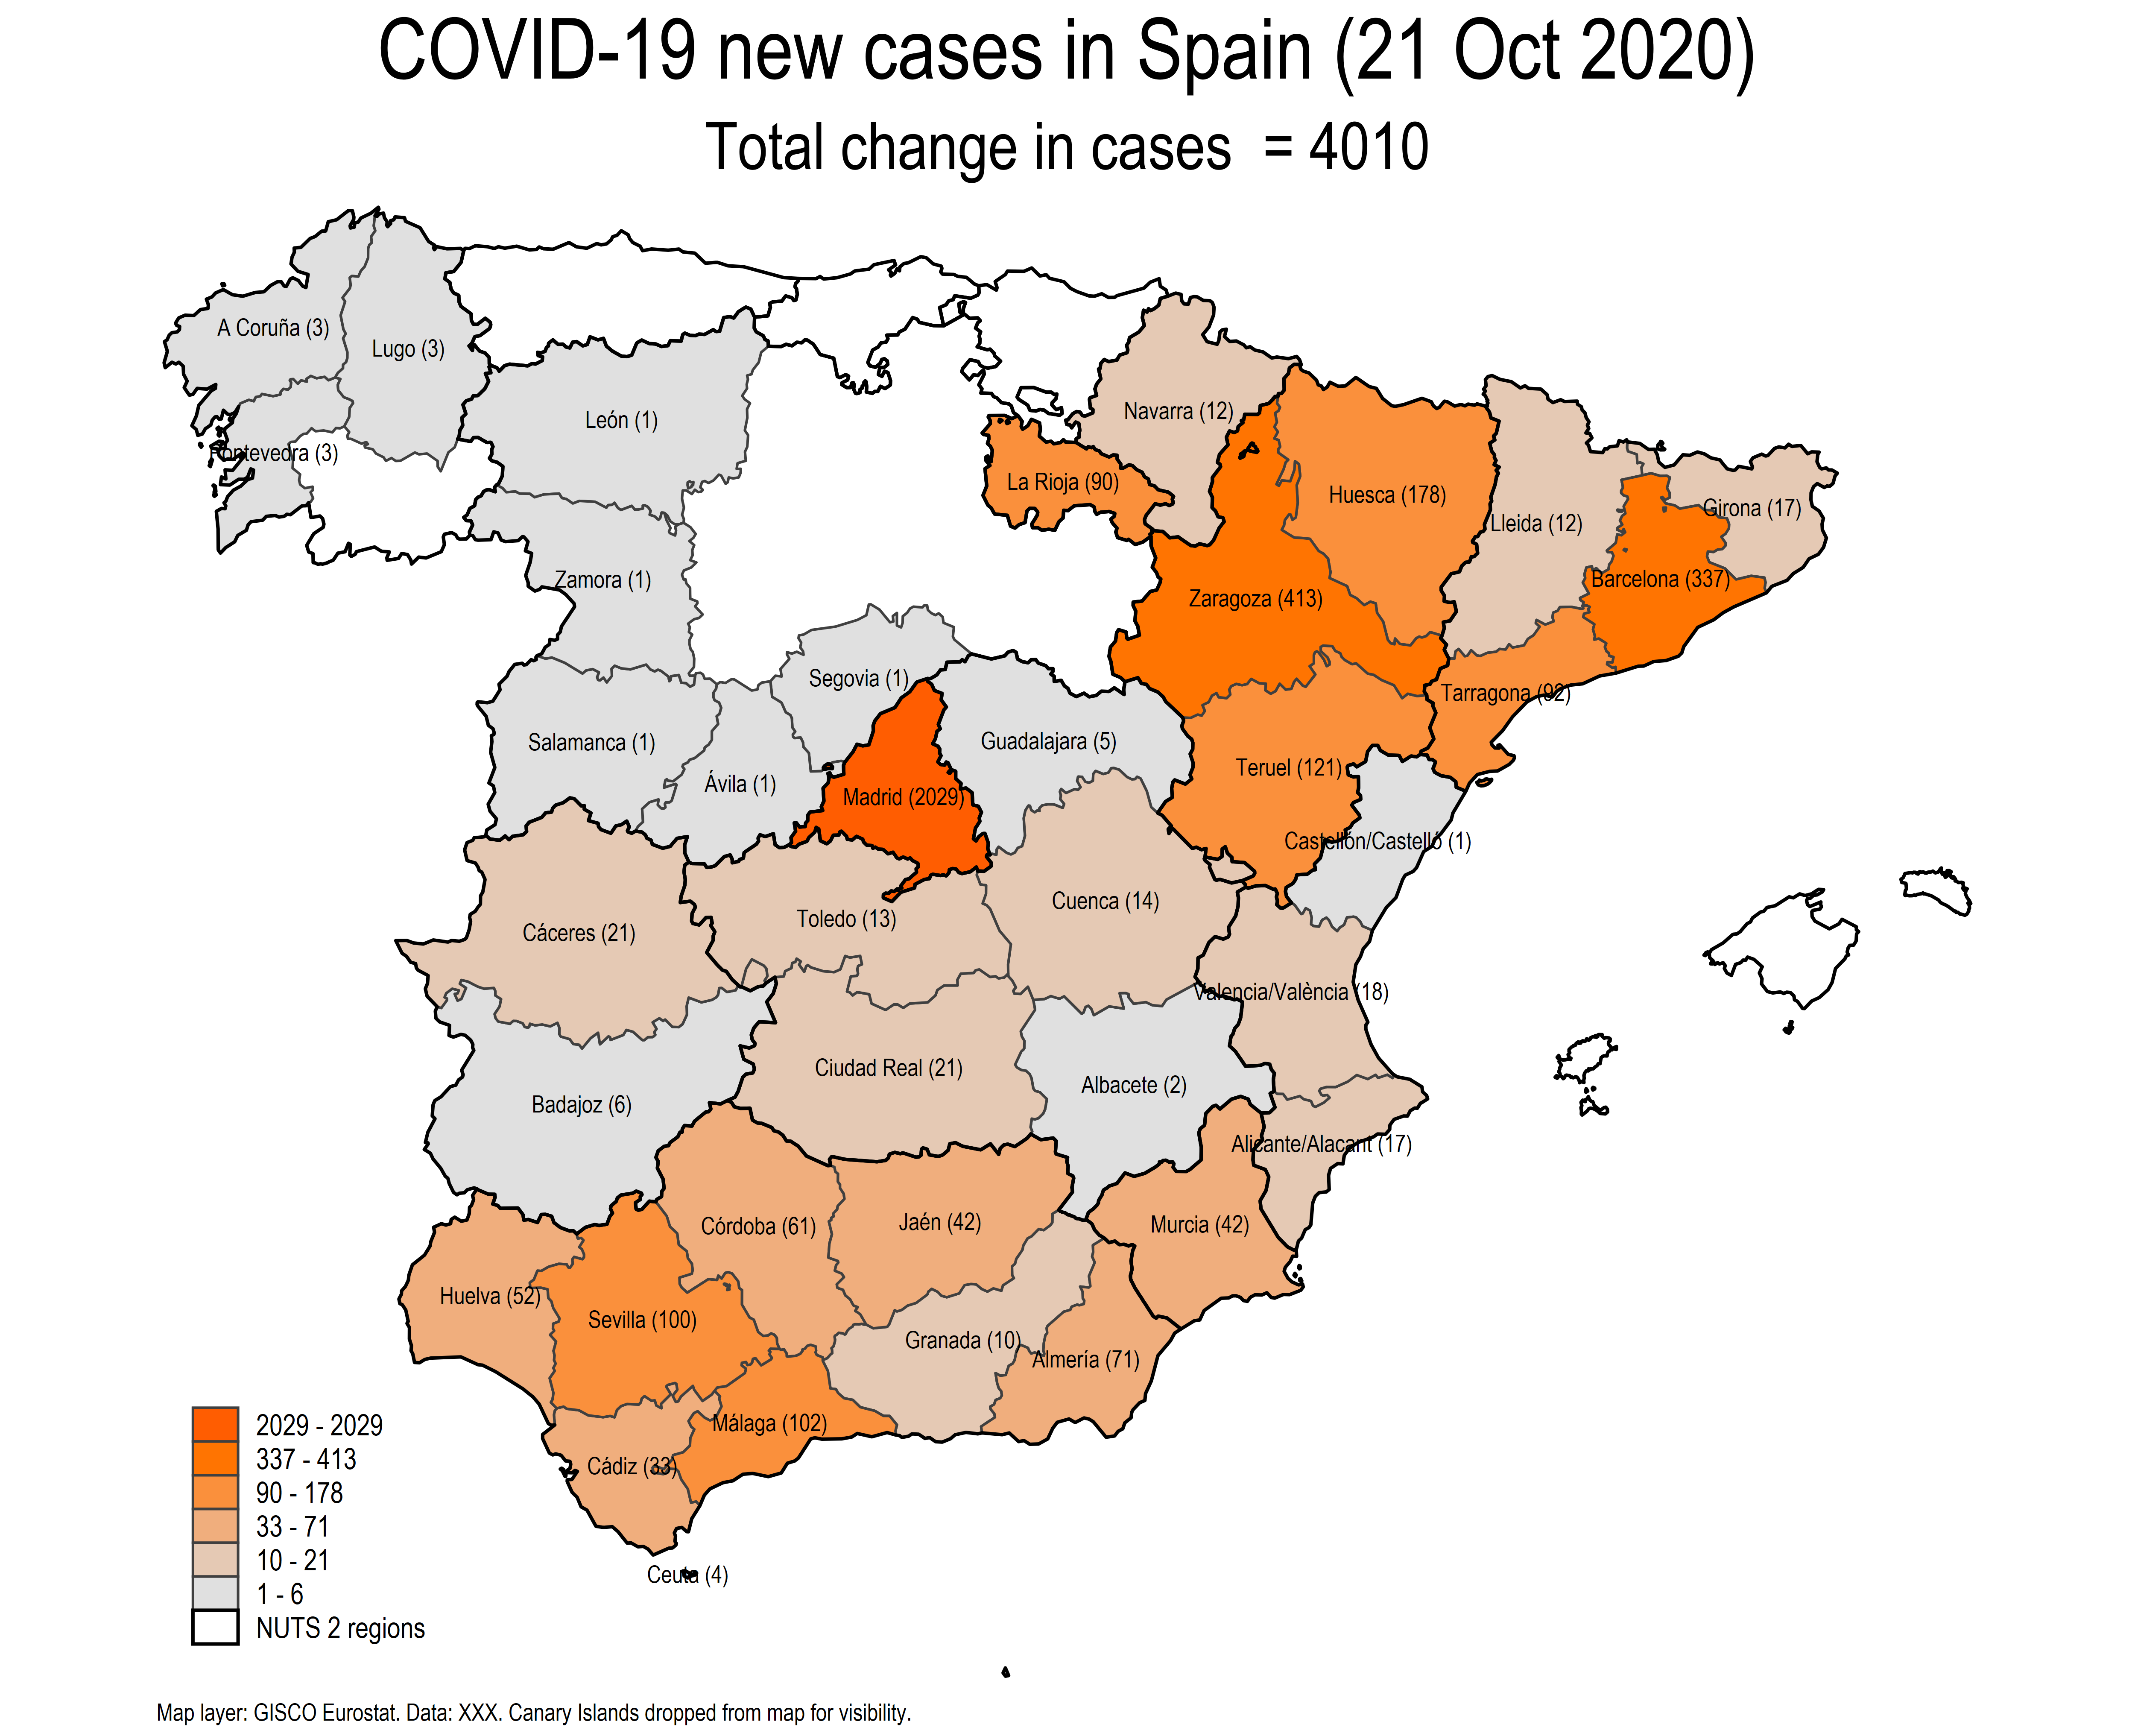 COVID-19 new cases in Spain (21 Oct 2020)
Total change in cases = 4010
A Coruña (3)
Lugo (3)
León (1)
Navarra (12)
Pontevedra (3)
La Rioja (90)
Huesca (178)
Girona (17)
Lleida (12)
Zamora (1)
Barcelona (337)
Zaragoza (413)
Segovia (1)
Tarragona (92)
Salamanca (1)
Guadalajara (5)
Teruel (121)
Ávila (1)
Madrid (2029)
Castellón/Castelló (1)
Cuenca (14)
Toledo (13)
Cáceres (21)
Valencia/València (18)
Ciudad Real (21)
Albacete (2)
Badajoz (6)
Alicante/Alacant (17)
Jaén (42)
Murcia (42)
Córdoba (61)
Huelva (52)
Sevilla (100)
Granada (10)
Almería (71)
Málaga (102)
Cádiz (33)
Ceuta (4)
2029 - 2029
337 - 413
90 - 178
33 - 71
10 - 21
1 - 6
NUTS 2 regions
Map layer: GISCO Eurostat. Data: XXX. Canary Islands dropped from map for visibility.